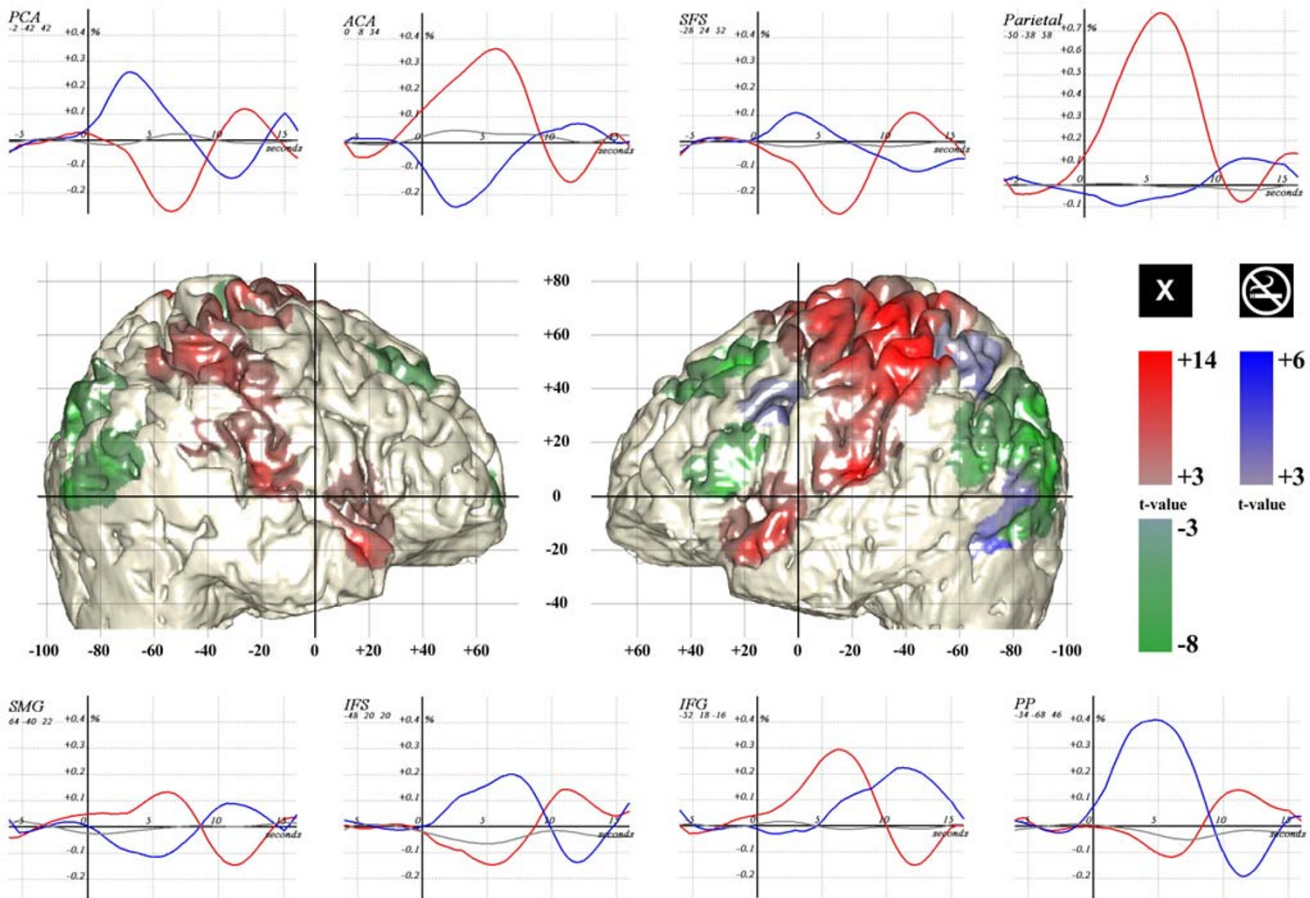 PCA
-2 -42 42
+0.4 %
+0.3
+0.2
+0.1
-5 0 5 10 15
seconds
-0.1
-0.2
ACA
0 8 34
+0.4 %
+0.3
+0.2
+0.1
-5 0 5 10 15
seconds
-0.1
-0.2
SFS
-28 24 52
+0.4 %
+0.3
+0.2
+0.1
-5 0 5 10 15
seconds
-0.1
-0.2
Parietal
-50 -38 58
+0.7 %
+0.6
+0.5
+0.4
+0.3
+0.2
+0.1
0 5 10 15
seconds
-0.1
+80
+60
+40
+20
0
-20
-40
-100 -80 -60 -40 -20 0 +20 +40 +60
+60 +40 +20 0 -20 -40 -60 -80 -100
X
+14
+3
t-value
+6
+3
t-value
-3
-8
SMG
64 -40 22
+0.4 %
+0.3
+0.2
+0.1
-5 0 5 10 15
seconds
-0.1
-0.2
IFS
-48 20 20
+0.4 %
+0.3
+0.2
+0.1
-5 0 5 10 15
seconds
-0.1
-0.2
IFG
-52 18 -16
+0.4 %
+0.3
+0.2
+0.1
-5 0 5 10 15
seconds
-0.1
-0.2
PP
-34 -68 46
+0.4 %
+0.3
+0.2
+0.1
-5 0 5 10 15
seconds
-0.1
-0.2